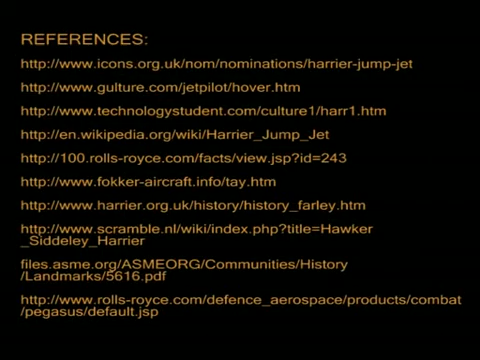 REFERENCES:
http://www.icons.org.uk/nom/nominations/harrier-jump-jet
http://www.gulture.com/jetpilot/hover.htm
http://www.technologystudent.com/culture1/harr1.htm
http://en.wikipedia.org/wiki/Harrier_Jump_Jet
http://100.rolls-royce.com/facts/view.jsp?id=243
http://www.fokker-aircraft.info/tay.htm
http://www.harrier.org.uk/history/history_farley.htm
http://www.scramble.nl/wiki/index.php?title=Hawker
_Siddeley_Harrier
files.asme.org/ASMEORG/Communities/History
/Landmarks/5616.pdf
http://www.rolls-royce.com/defence_aerospace/products/combat
/pegasus/default.jsp